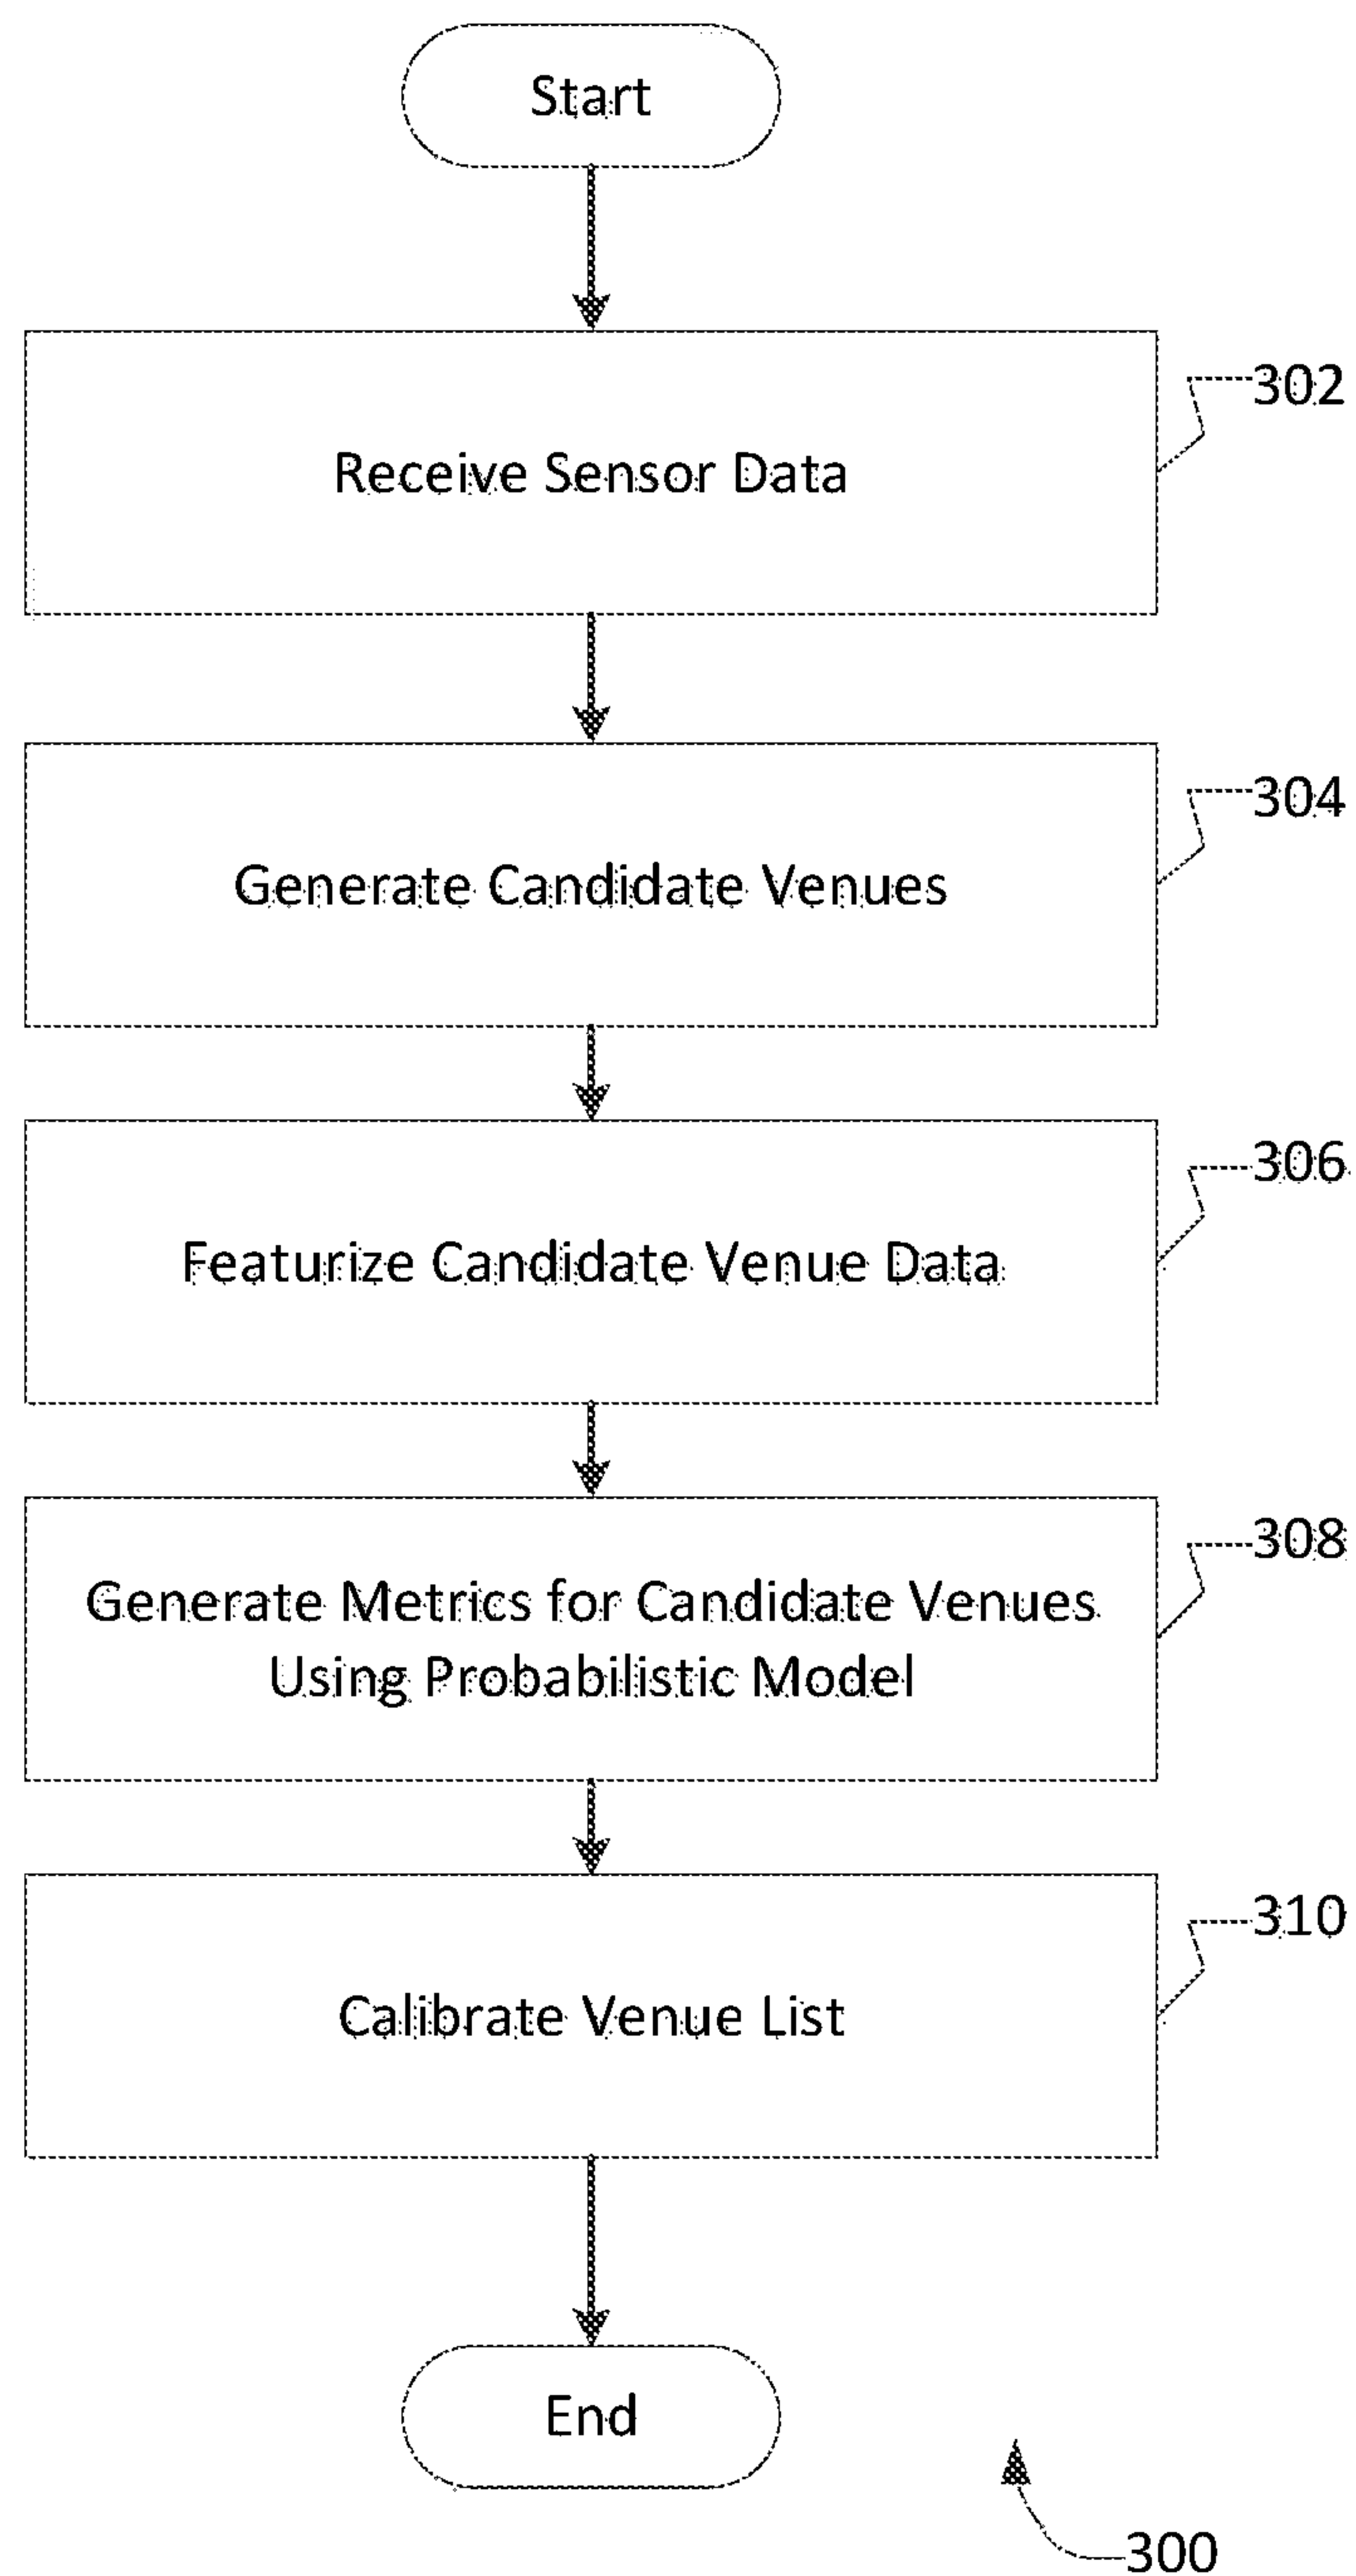 Start
302
Receive Sensor Data
304
Generate Candidate Venues
306
Featurize Candidate Venue Data
308
Generate Metrics for Candidate Venues
Using Probabilistic Model
310
Calibrate Venue List
End
300